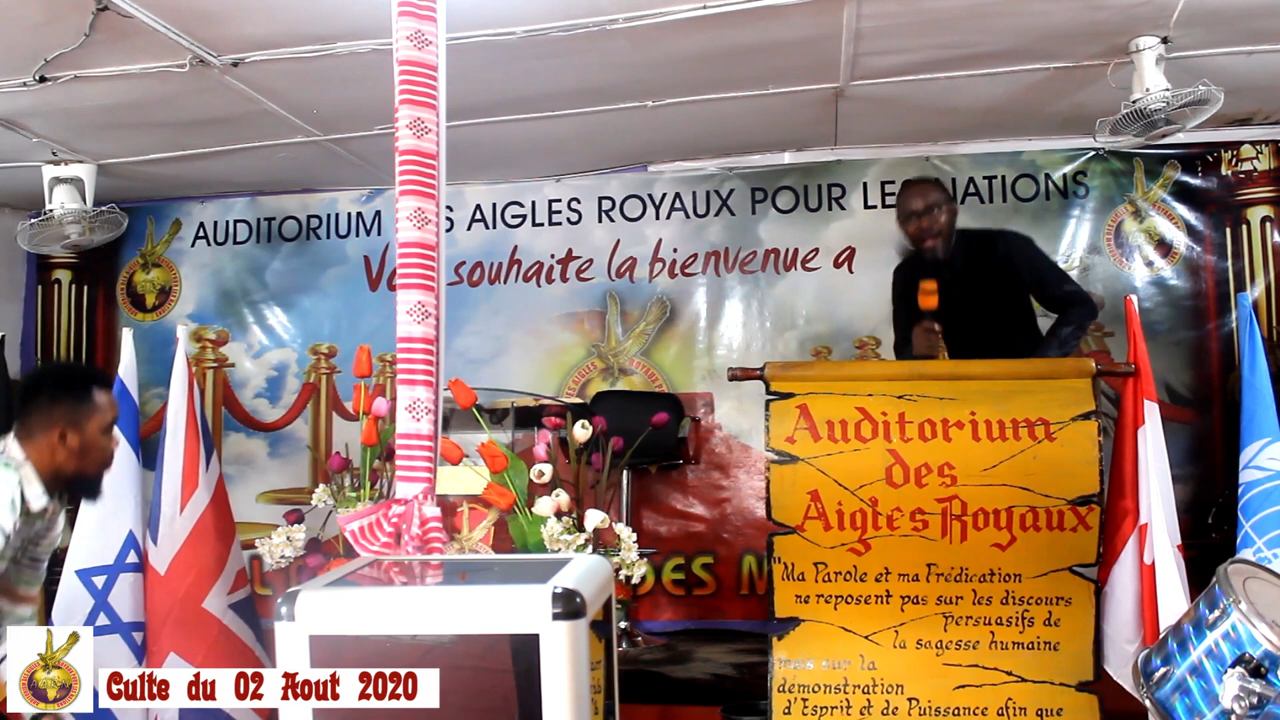 AUDITORIUM S AIGLES ROYAUX POUR LES NATIONS
souhaite la bienvenue a
DES
Auditorium
des
Aigles Royaux
"Ma Parole et ma Prédication
ne reposent pas sur les discours
persuasifs de
la sagesse humaine
mais sur la
démonstration
d'Esprit et de Puissance afin que
Culte du 02 Aout 2020